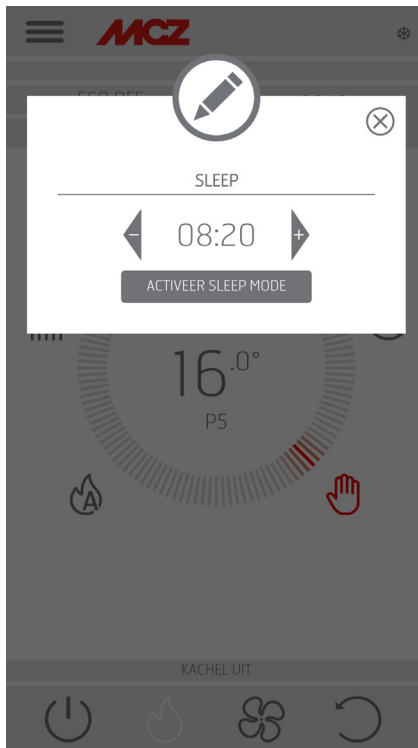 MCZ
SLEEP
- 08:20 +
ACTIVEER SLEEP MODE
16.0°
P5
A
KACHEL UIT